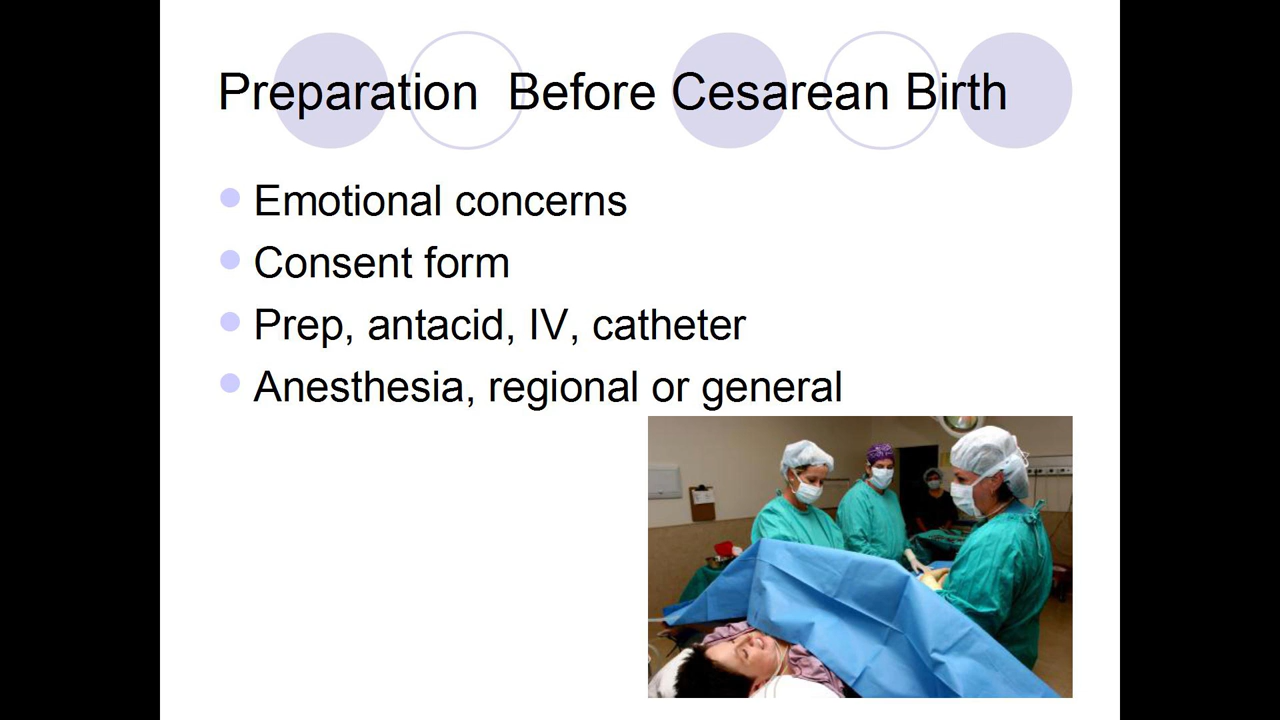 Preparation  Before Cesarean Birth
Emotional concerns
Consent form
Prep, antacid, IV, catheter
Anesthesia, regional or general